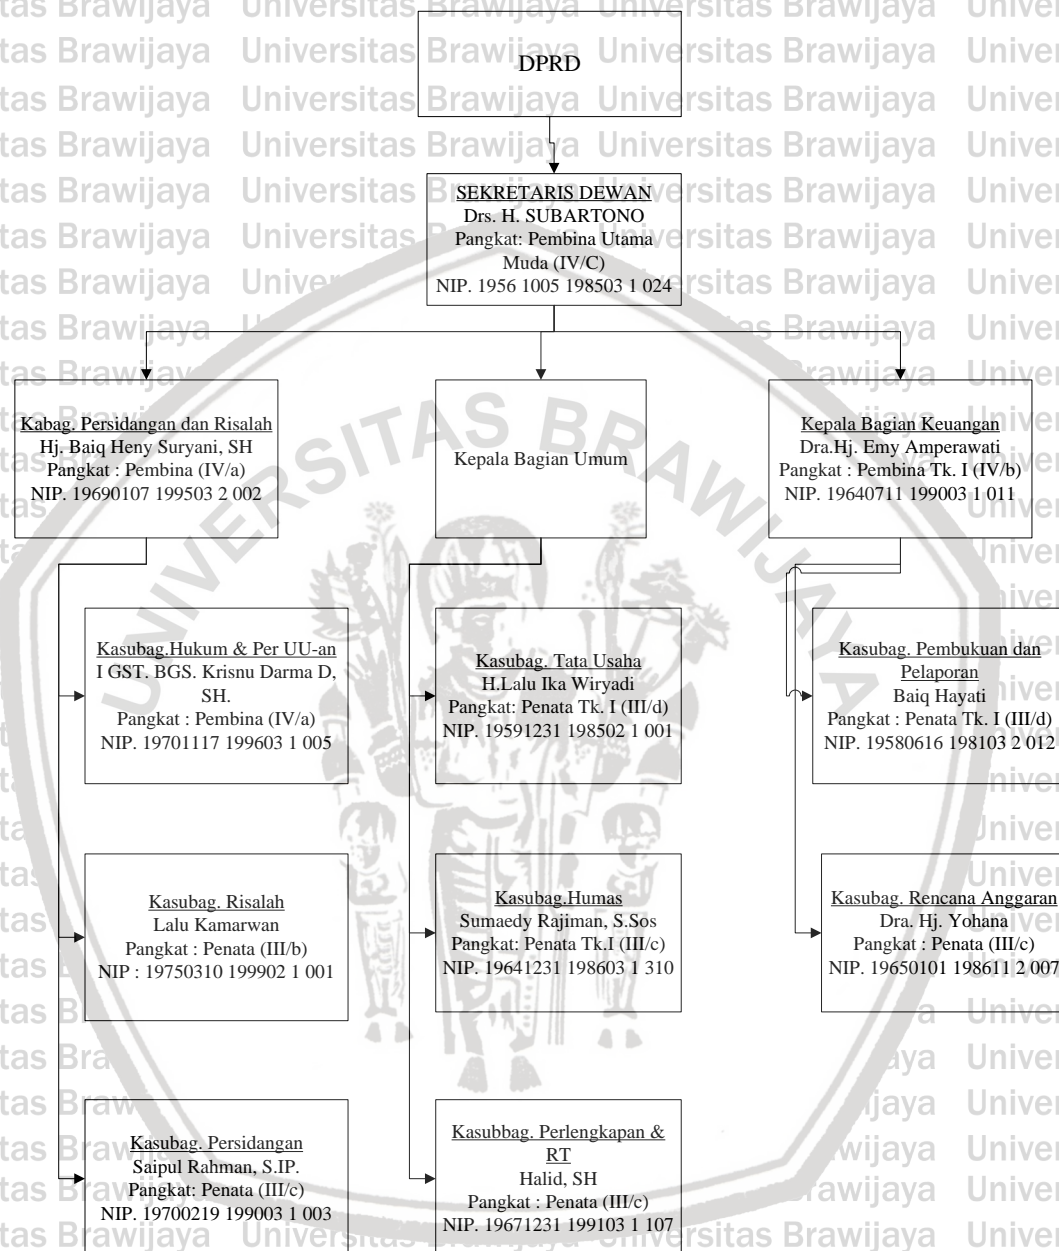 DPRD
SEKRETARIS DEWAN
Drs. H. SUBARTONO
Pangkat: Pembina Utama
Muda (IV/C)
NIP. 1956 1005 198503 1 024
Kabag. Persidangan dan Risalah
Hj. Baiq Heny Suryani, SH
Pangkat : Pembina (IV/a)
NIP. 19690107 199503 2 002
Kepala Bagian Umum
Kepala Bagian Keuangan
Dra.Hj. Emy Amperawati
Pangkat : Pembina Tk. I (IV/b)
NIP. 19640711 199003 1 011
Kasubag.Hukum & Per UU-an
I GST. BGS. Krisnu Darma D,
SH.
Pangkat : Pembina (IV/a)
NIP. 19701117 199603 1 005
Kasubag. Tata Usaha
H.Lalu Ika Wiryadi
Pangkat: Penata Tk. I (III/d)
NIP. 19591231 198502 1 001
Kasubag. Pembukuan dan
Pelaporan
Baiq Hayati
Pangkat : Penata Tk. I (III/d)
NIP. 19580616 198103 2 012
Kasubag. Risalah
Lalu Kamarwan
Pangkat : Penata (III/b)
NIP : 19750310 199902 1 001
Kasubag.Humas
Sumaedy Rajiman, S.Sos
Pangkat: Penata Tk.I (III/c)
NIP. 19641231 198603 1 310
Kasubag. Rencana Anggaran
Dra. Hj. Yohana
Pangkat : Penata (III/c)
NIP. 19650101 198611 2 007
Kasubag. Persidangan
Saipul Rahman, S.IP.
Pangkat: Penata (III/c)
NIP. 19700219 199003 1 003
Kasubbag. Perlengkapan &
RT
Halid, SH
Pangkat : Penata (III/c)
NIP. 19671231 199103 1 107
UNIVERSITAS BRAWIJAYA